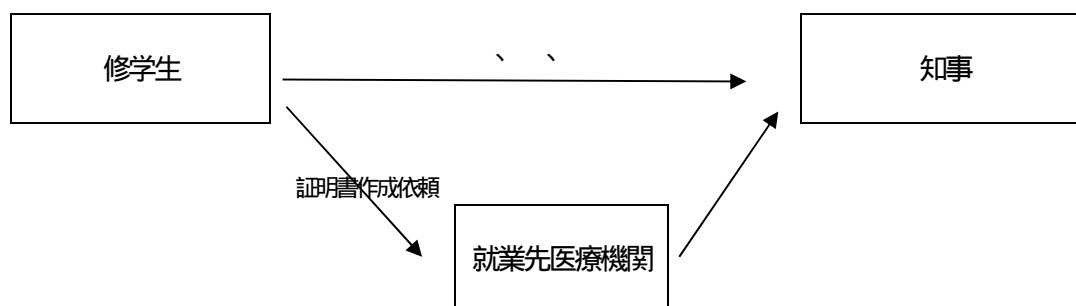 修学生
、 、
知事
証明書作成依頼
就業先医療機関